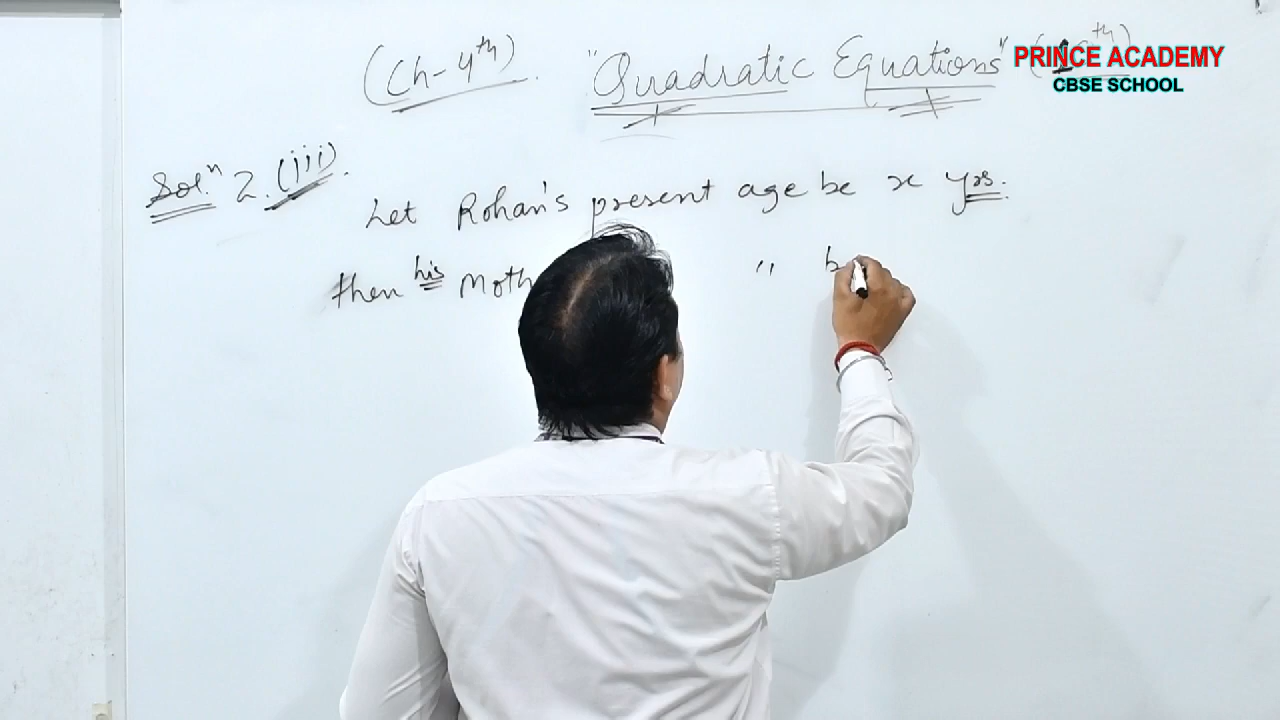 (Ch-4th). "Quadratic Equations" (10th)
PRINCE ACADEMY
CBSE SCHOOL
Soln 2.(iii). Let Rohan's present age be x yrs.
then his Moth " b